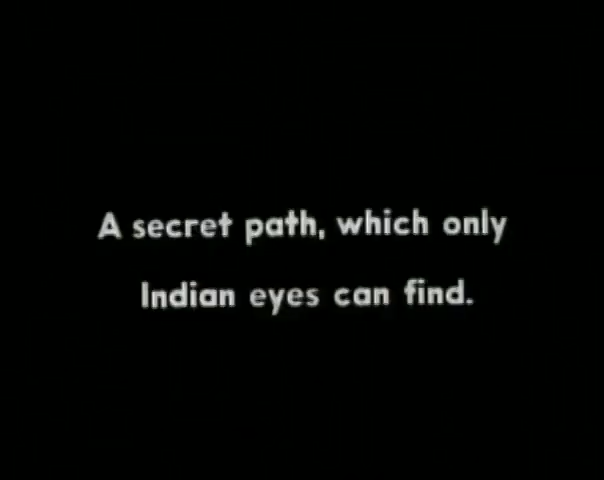 A secret path, which only
Indian eyes can find.